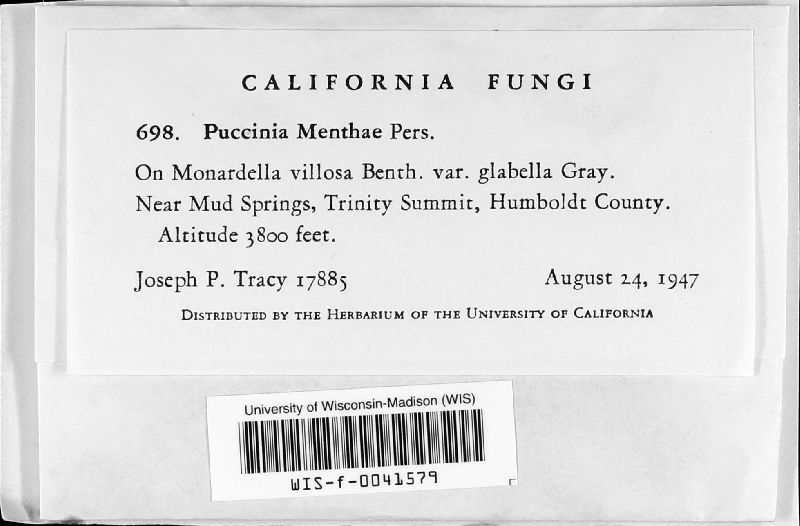 CALIFORNIA FUNGI
698. Puccinia Menthae Pers.
On Monardella villosa Benth. var. glabella Gray.
Near Mud Springs, Trinity Summit, Humboldt County.
Altitude 3800 feet.
Joseph P. Tracy 17885 August 24, 1947
Distributed by the Herbarium of the University of California
University of Wisconsin-Madison (WIS)
WIS-f-0041579